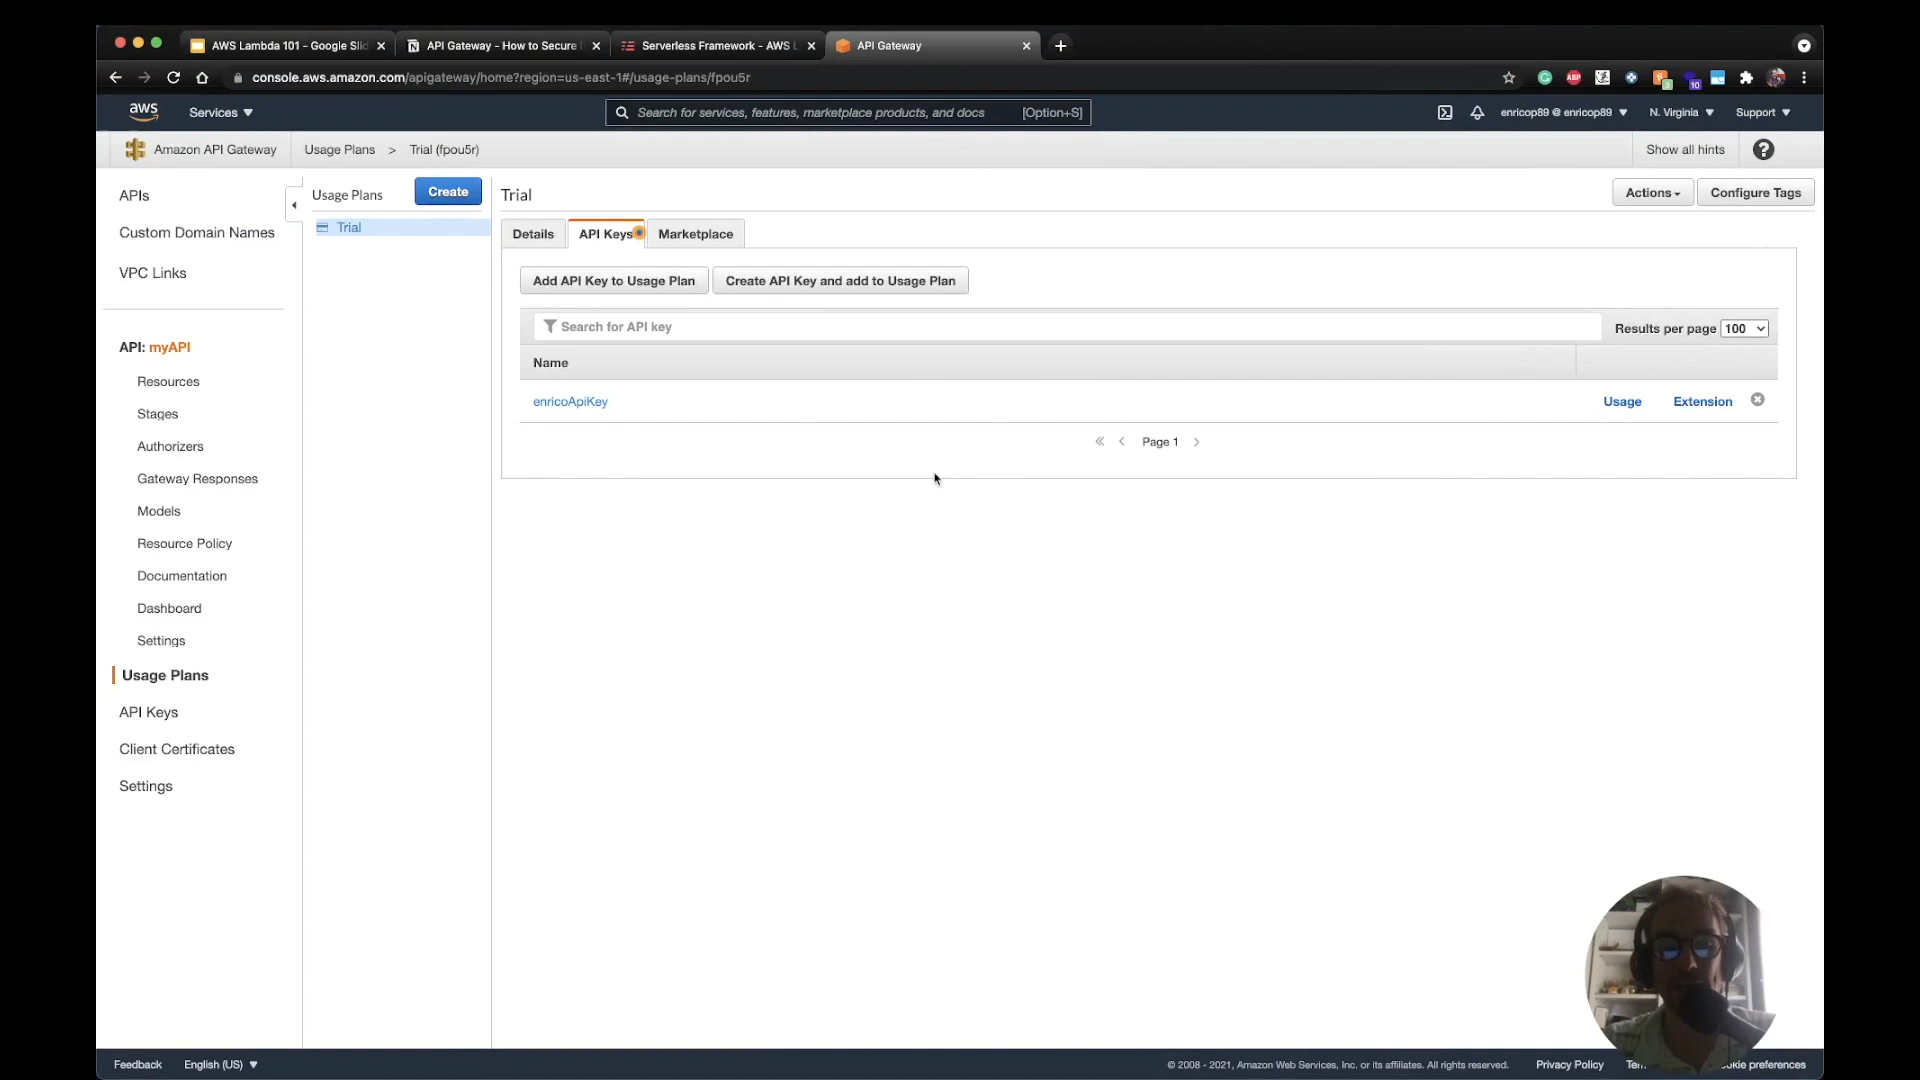 AWS Lambda 101 - Google Slid
API Gateway - How to Secure
Serverless Framework - AWS L
API Gateway
console.aws.amazon.com/apigateway/home?region=us-east-1#/usage-plans/fpou5r
ABP
3
10
aws
Services
Search for services, features, marketplace products, and docs
[Option+S]
enricop89 @ enricop89
N. Virginia
Support
Amazon API Gateway
Usage Plans > Trial (fpou5r)
Show all hints
?
APIs
Custom Domain Names
VPC Links
API: myAPI
Resources
Stages
Authorizers
Gateway Responses
Models
Resource Policy
Documentation
Dashboard
Settings
Usage Plans
API Keys
Client Certificates
Settings
Usage Plans
Create
Trial
Trial
Actions
Configure Tags
Details
API Keys
Marketplace
Add API Key to Usage Plan
Create API Key and add to Usage Plan
Search for API key
Results per page 100
Name
enricoApiKey
Usage
Extension
« < Page 1 >
Feedback
English (US)
© 2008 - 2021, Amazon Web Services, Inc. or its affiliates. All rights reserved.
Privacy Policy
preferences